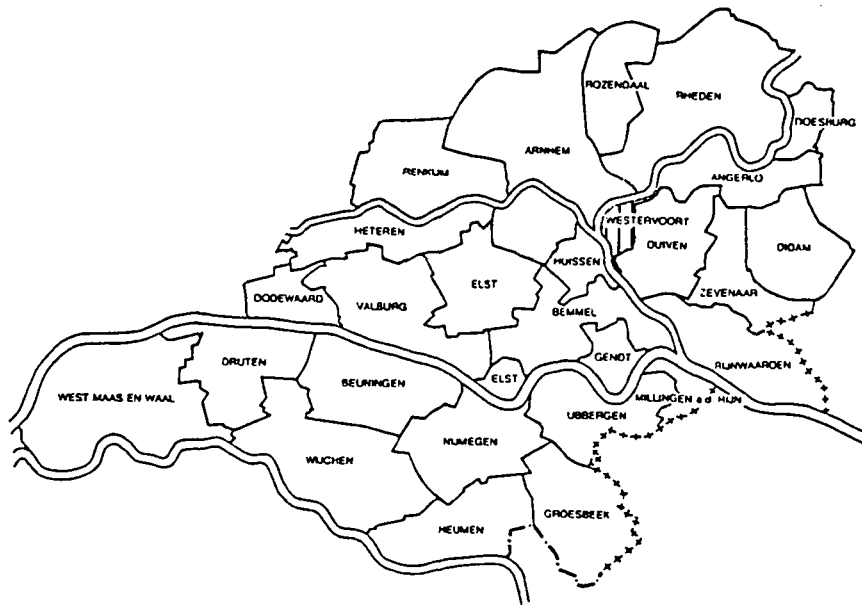 ROZENDAAL
RHEDEN
DOESBURG
ARNHEM
RENKUM
ANGERLO
WESTERVOORT
HETEREN
DUIVEN
DIDAM
HUISSEN
ELST
ZEVENAAR
DODEWAARD
VALBURG
BEMMEL
DRUTEN
GENDT
RIJNWAARDEN
BEUNINGEN
ELST
WEST MAAS EN WAAL
MILLINGEN a d RIJN
UBBERGEN
NIJMEGEN
WIJCHEN
GROESBEEK
HEUMEN